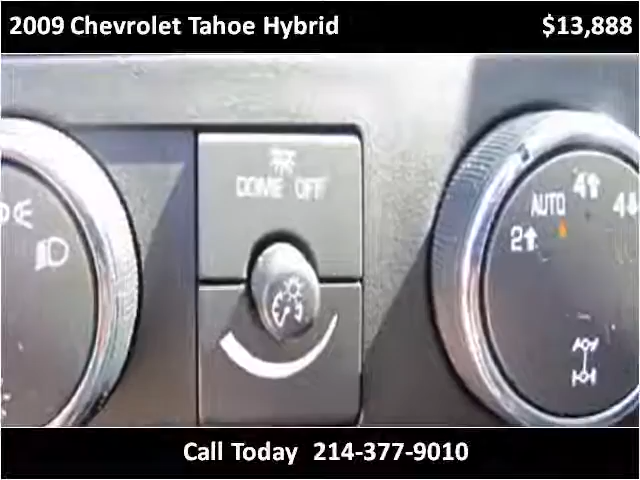 2009 Chevrolet Tahoe Hybrid $13,888
DOME OFF
AUTO 4
2 4
Call Today 214-377-9010